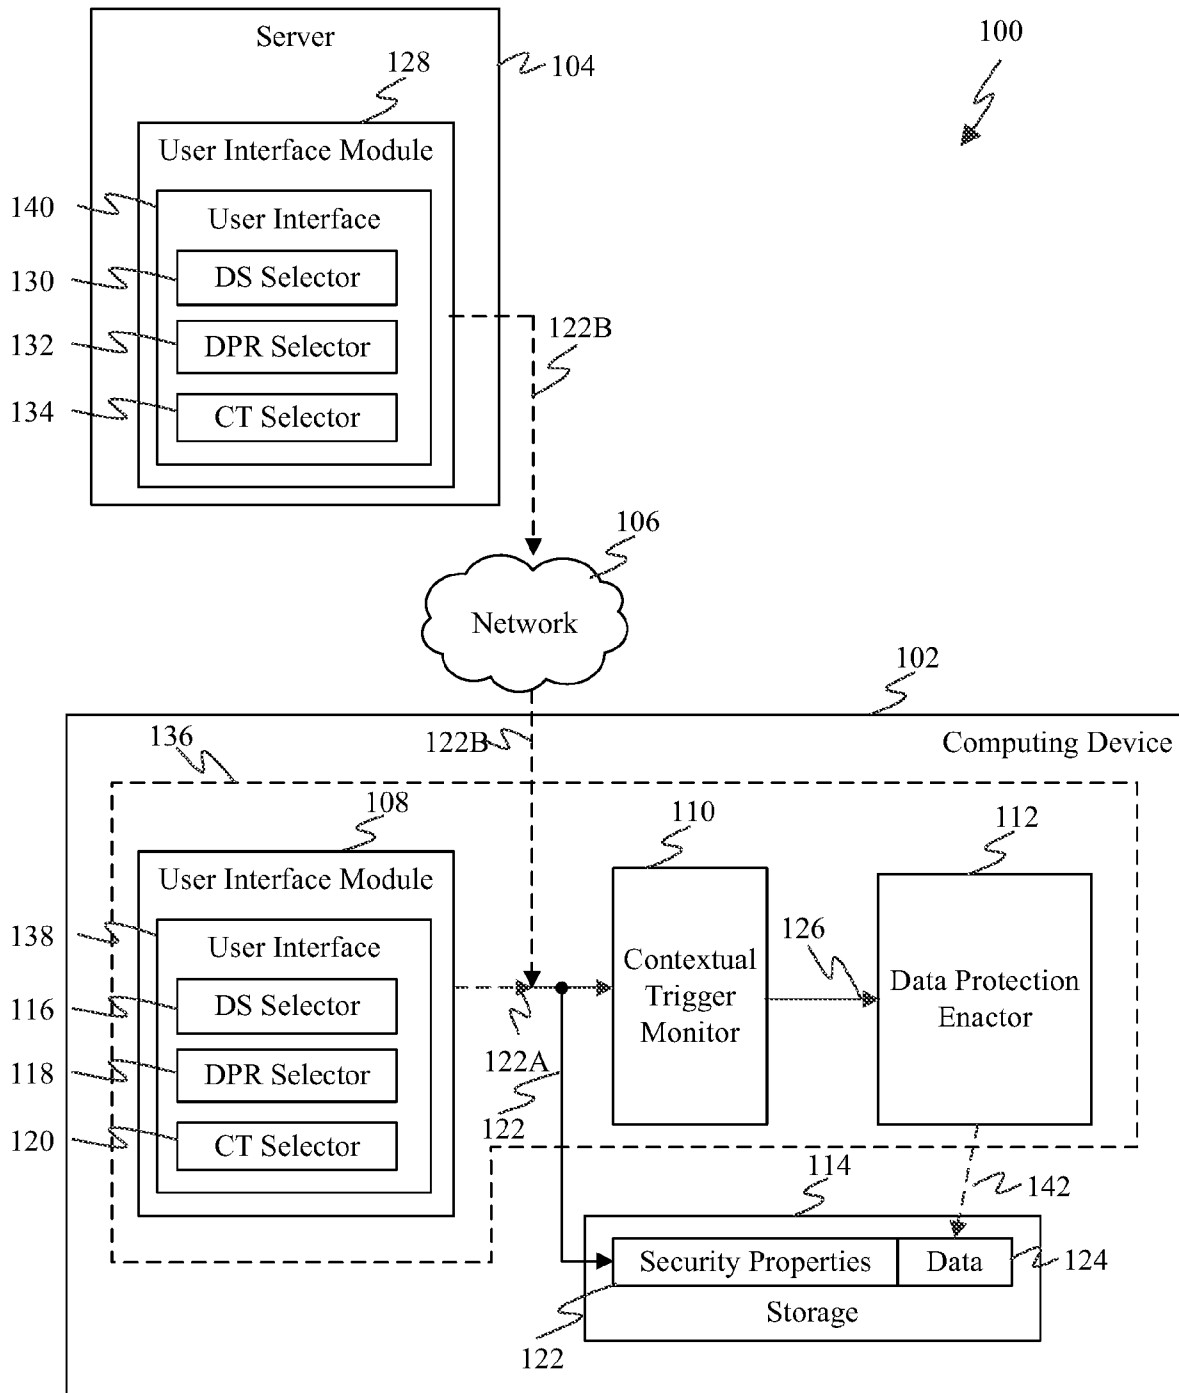 Server
100
104
128
User Interface Module
140
User Interface
130
DS Selector
132
DPR Selector
122B
134
CT Selector
106
Network
102
136
122B
Computing Device
108
110
112
User Interface Module
138
User Interface
126
Contextual
Trigger
Monitor
Data Protection
Enactor
116
DS Selector
118
DPR Selector
122A
120
CT Selector
122
114
142
Security Properties
Data
124
Storage
122